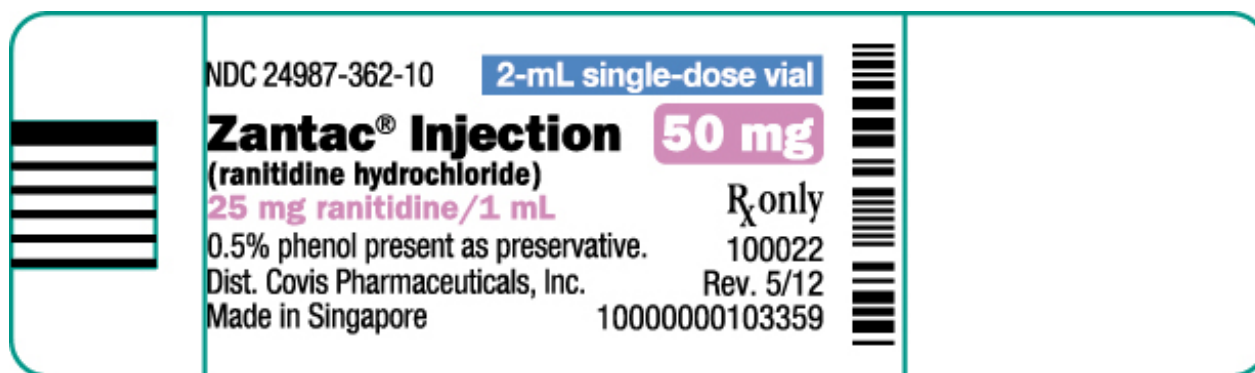 NDC 24987-362-10 2-mL single-dose vial
Zantac® Injection 50 mg
(ranitidine hydrochloride)
25 mg ranitidine/1 mL ℞ only
0.5% phenol present as preservative. 100022
Dist. Covis Pharmaceuticals, Inc. Rev. 5/12
Made in Singapore 10000000103359